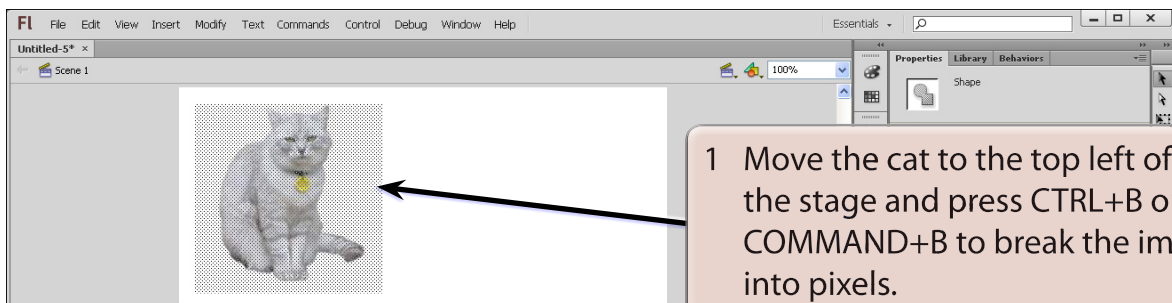 Fl File Edit View Insert Modify Text Commands Control Debug Window Help Essentials
Untitled-5* ×
Scene 1 100%
Properties Library Behaviors
Shape
1 Move the cat to the top left of
the stage and press CTRL+B o
COMMAND+B to break the im
into pixels.